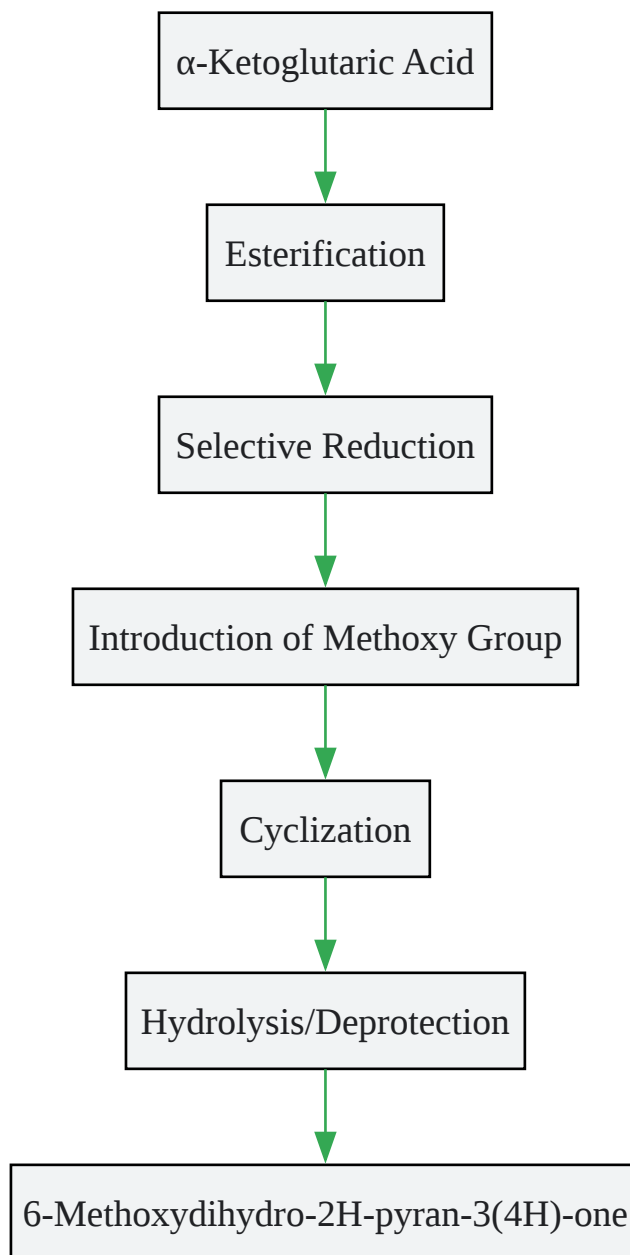 α-Ketoglutaric Acid
Esterification
Selective Reduction
Introduction of Methoxy Group
Cyclization
Hydrolysis/Deprotection
6-Methoxydihydro-2H-pyran-3(4H)-one